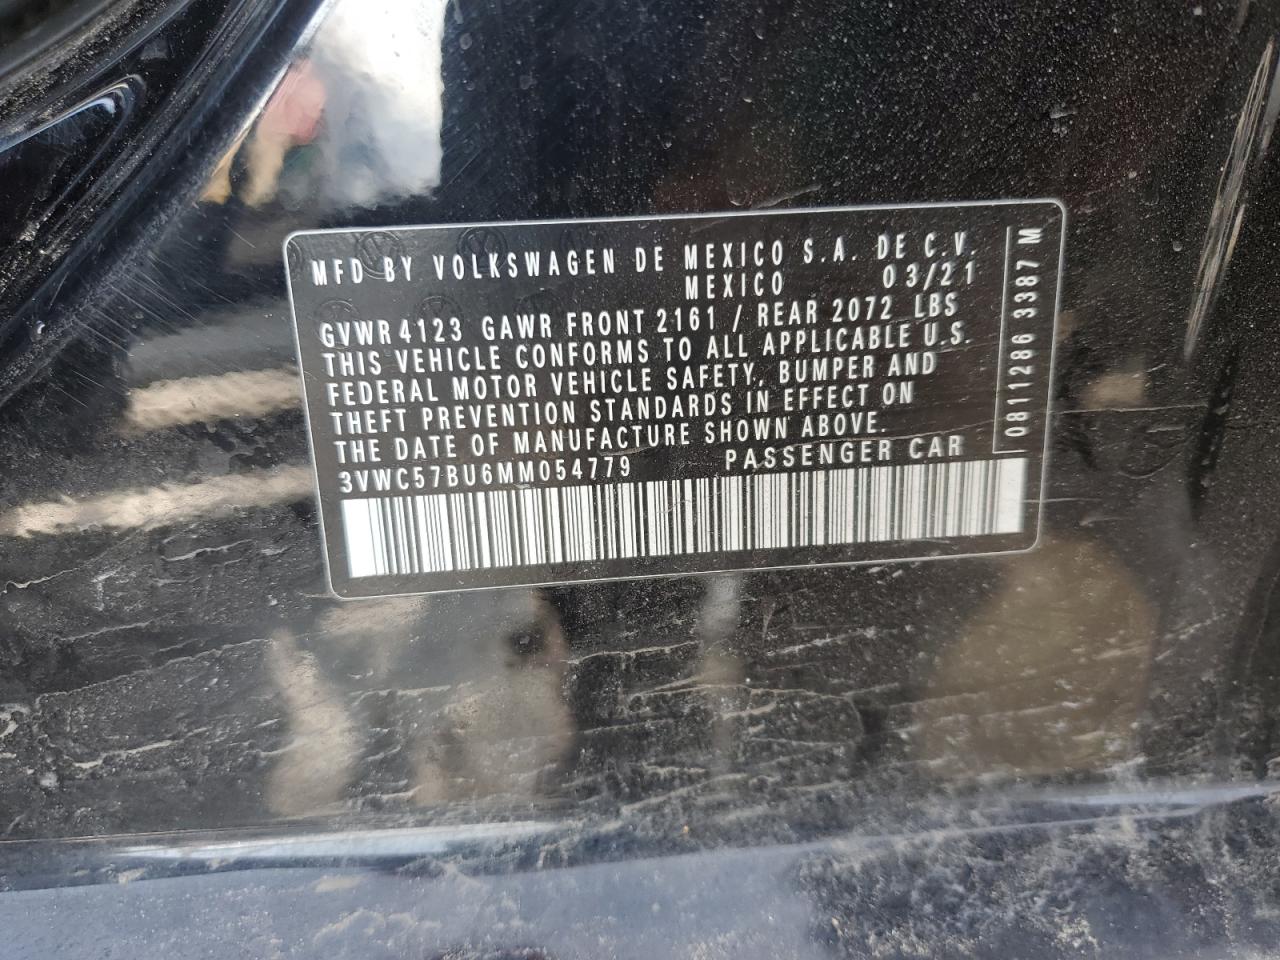 MFD BY VOLKSWAGEN DE MEXICO S.A. DE C.V.
MEXICO 03/21
GVWR 4123 GAWR FRONT 2161 / REAR 2072 LBS
THIS VEHICLE CONFORMS TO ALL APPLICABLE U.S.
FEDERAL MOTOR VEHICLE SAFETY, BUMPER AND
THEFT PREVENTION STANDARDS IN EFFECT ON
THE DATE OF MANUFACTURE SHOWN ABOVE.
3VWC57BU6MM054779 PASSENGER CAR
0811286 3387 M